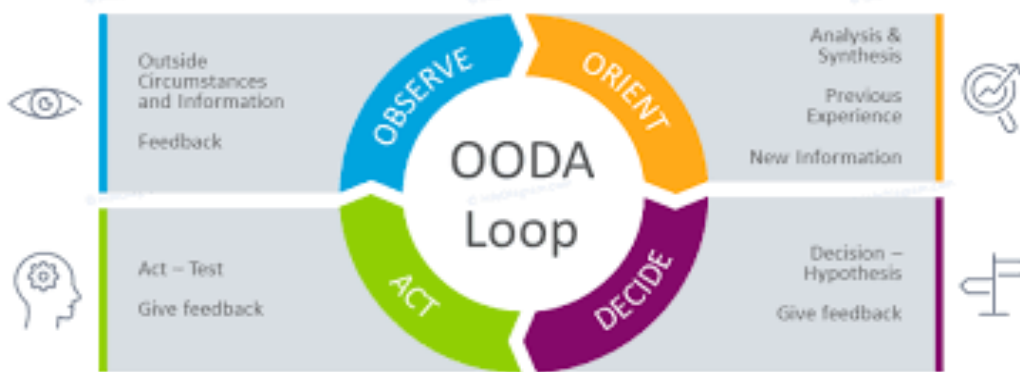 Outside
Circumstances
and Information
Feedback
OBSERVE
ORIENT
Analysis &
Synthesis
Previous
Experience
New Information
OODA
Loop
Act – Test
Give feedback
ACT
DECIDE
Decision –
Hypothesis
Give feedback